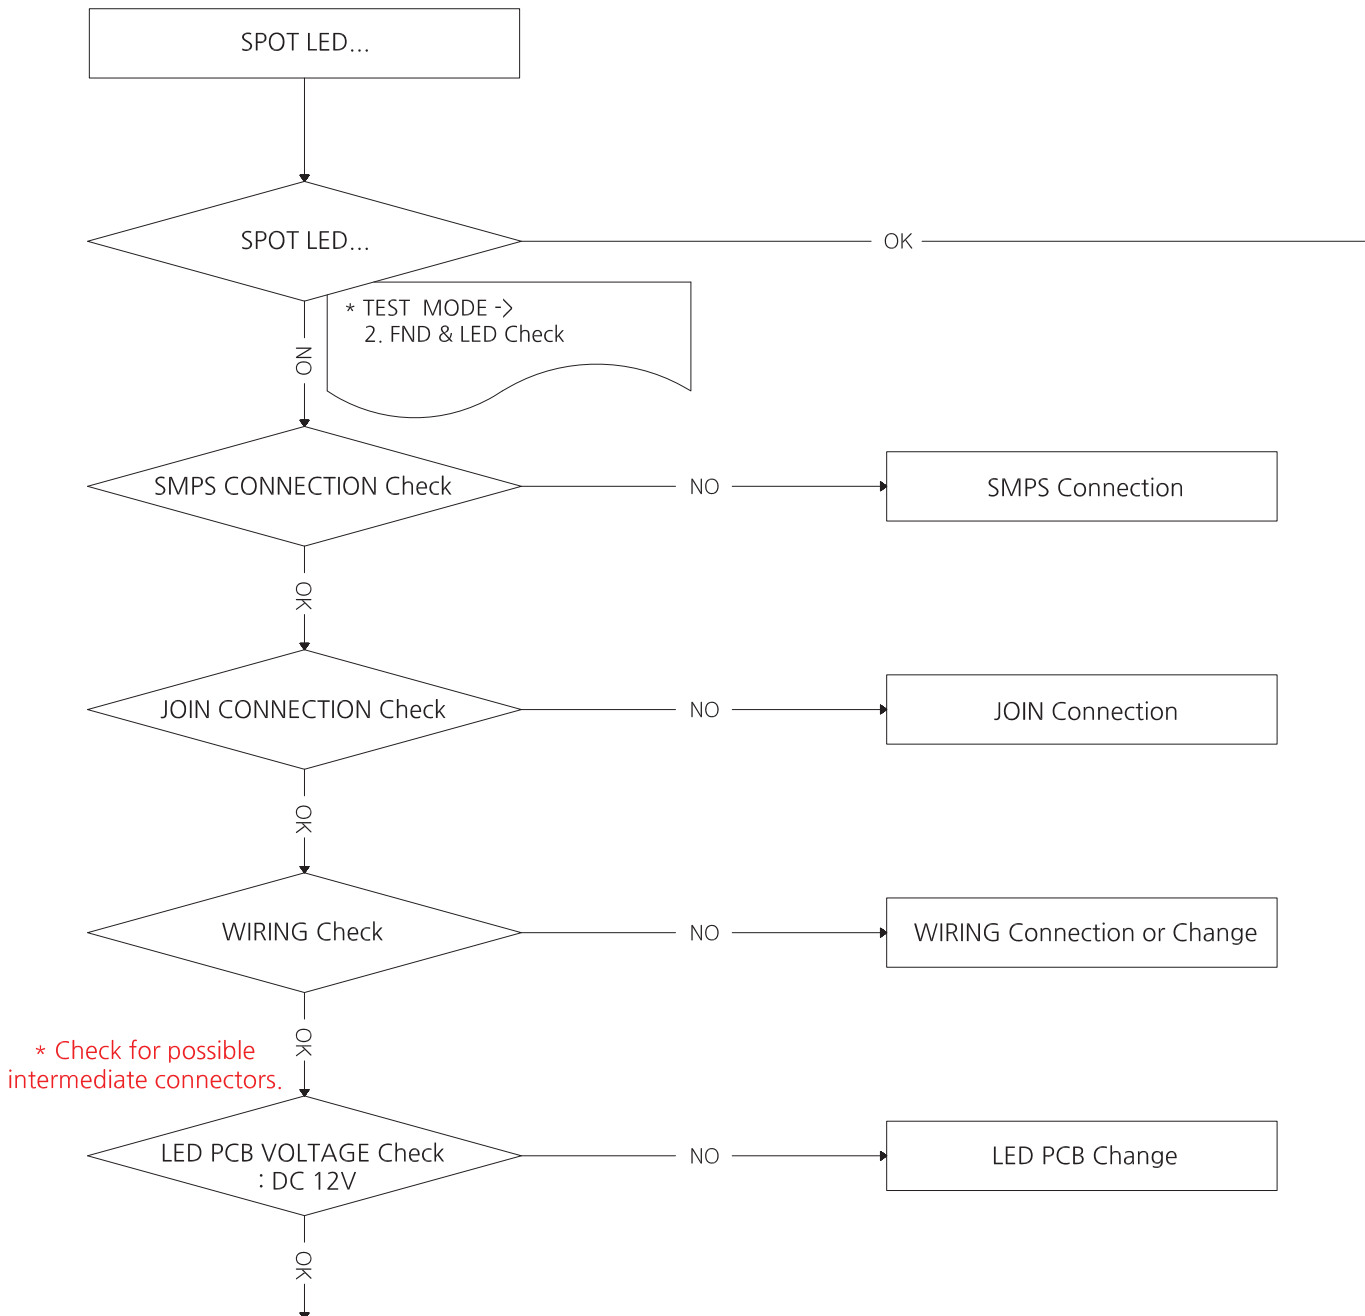 SPOT LED...
SPOT LED...
OK
* TEST MODE ->
2. FND & LED Check
NO
SMPS CONNECTION Check
NO
SMPS Connection
OK
JOIN CONNECTION Check
NO
JOIN Connection
OK
WIRING Check
NO
WIRING Connection or Change
OK
* Check for possible
intermediate connectors.
LED PCB VOLTAGE Check
: DC 12V
NO
LED PCB Change
OK